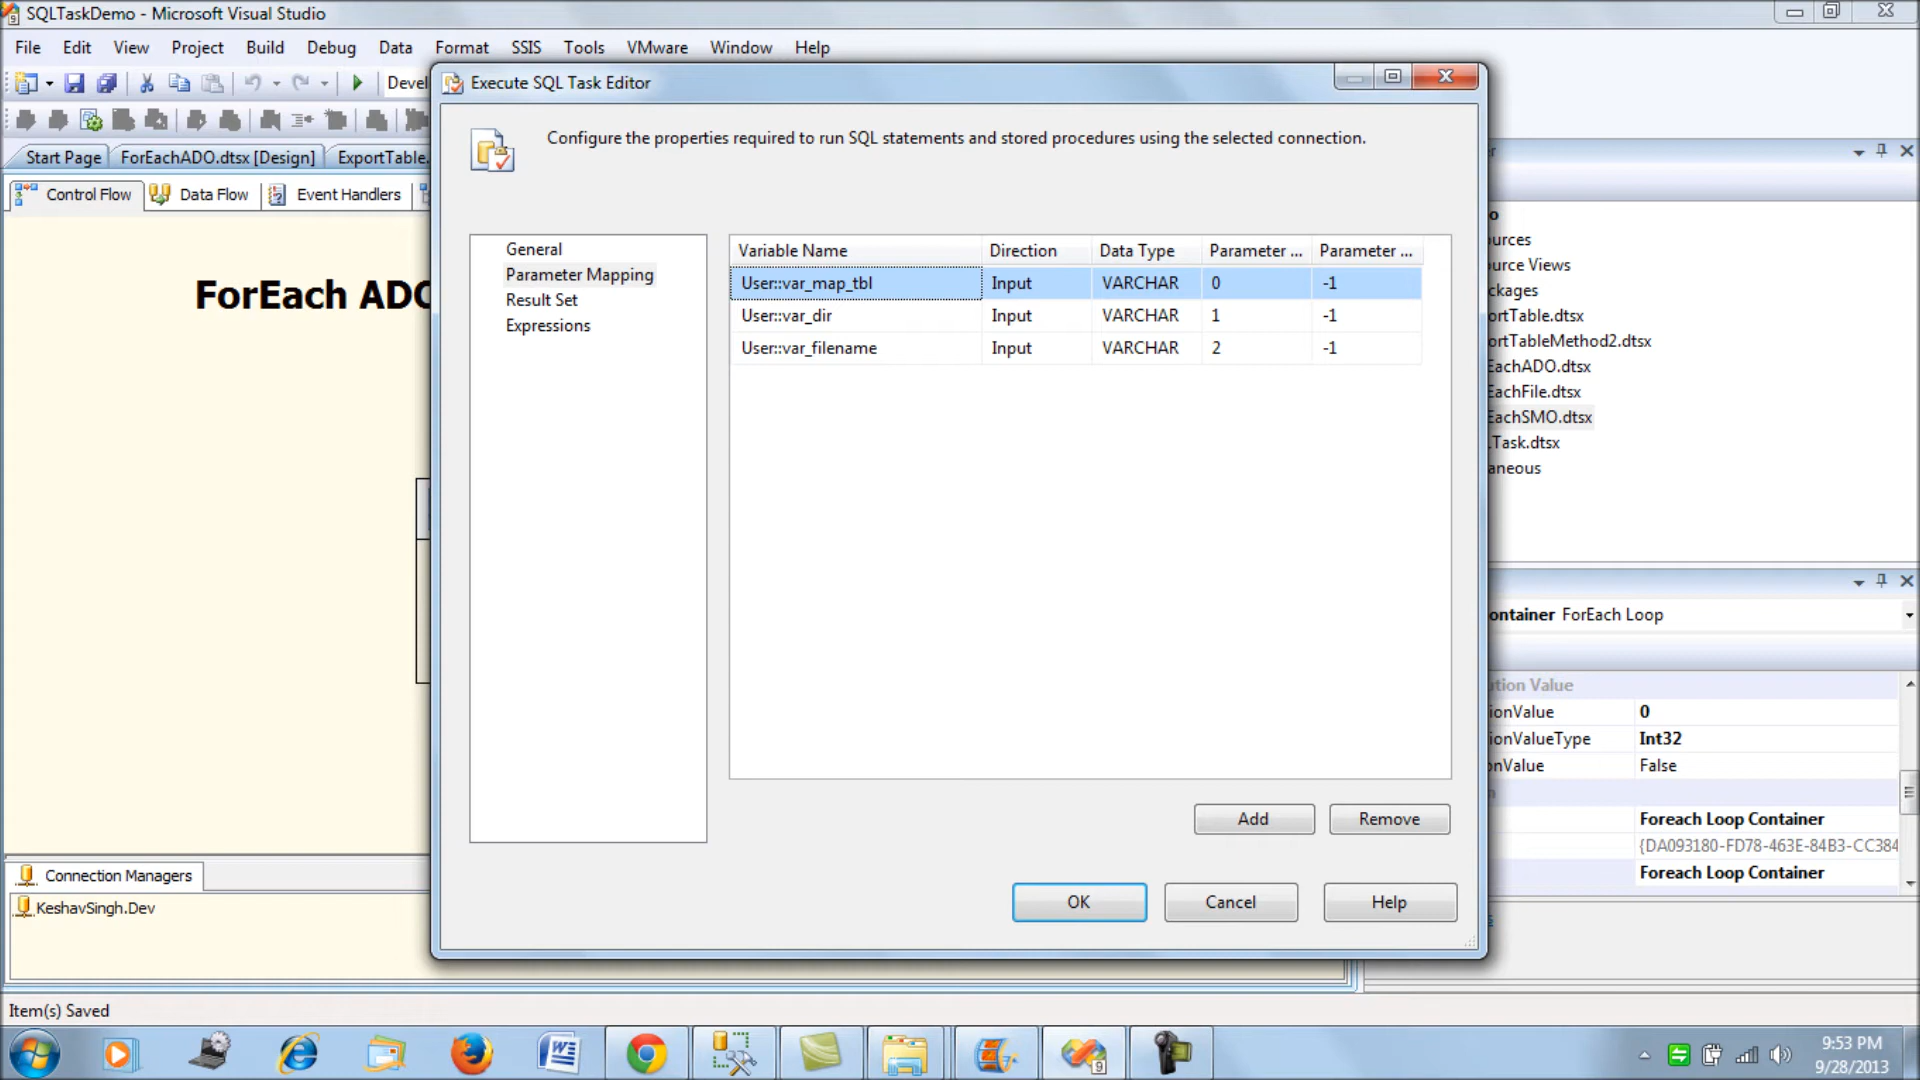 SQLTaskDemo - Microsoft Visual Studio
File Edit View Project Build Debug Data Format SSIS Tools VMware Window Help
Execute SQL Task Editor
Configure the properties required to run SQL statements and stored procedures using the selected connection.
Start Page ForEachADO.dtsx [Design] ExportTable.
Control Flow Data Flow Event Handlers
ForEach ADO
General
Parameter Mapping
Result Set
Expressions
Variable Name Direction Data Type Parameter ... Parameter ...
User::var_map_tbl Input VARCHAR 0 -1
User::var_dir Input VARCHAR 1 -1
User::var_filename Input VARCHAR 2 -1
Add Remove
OK Cancel Help
urces
urce Views
ckages
ortTable.dtsx
ortTableMethod2.dtsx
EachADO.dtsx
EachFile.dtsx
EachSMO.dtsx
Task.dtsx
aneous
ontainer ForEach Loop
ution Value
ionValue 0
ionValueType Int32
onValue False
Foreach Loop Container
{DA093180-FD78-463E-84B3-CC384
Foreach Loop Container
Connection Managers
KeshavSingh.Dev
Item(s) Saved
9:53 PM
9/28/2013